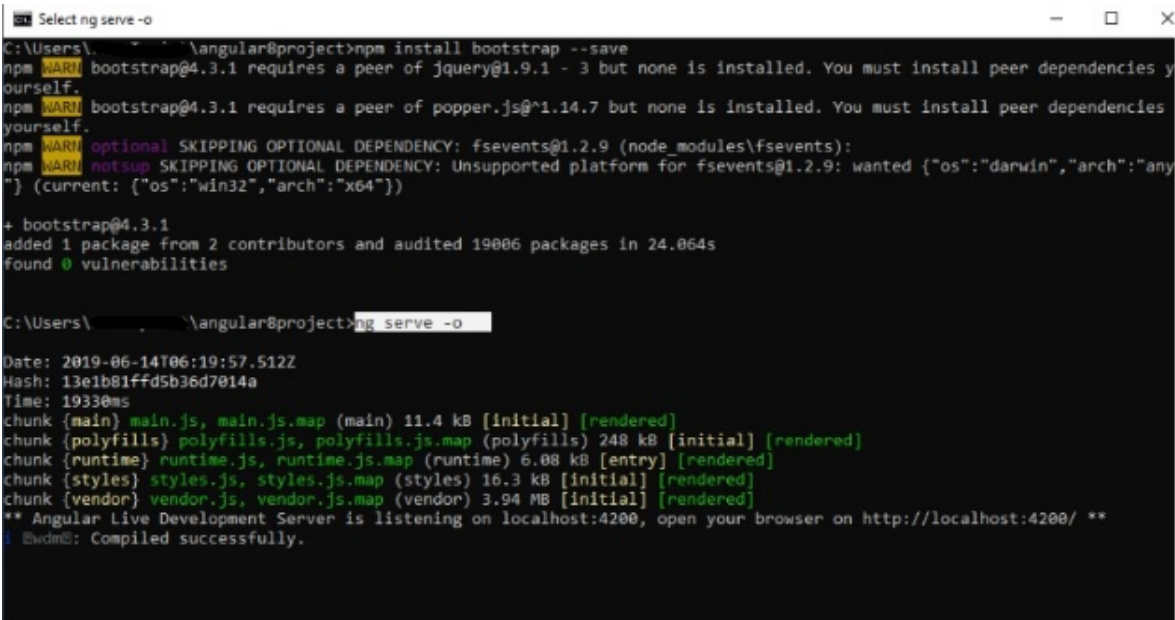 Select ng serve -o
C:\Users\ \angular8project>npm install bootstrap --save
npm WARN bootstrap@4.3.1 requires a peer of jquery@1.9.1 - 3 but none is installed. You must install peer dependencies y
ourself.
npm WARN bootstrap@4.3.1 requires a peer of popper.js@^1.14.7 but none is installed. You must install peer dependencies
yourself.
npm WARN optional SKIPPING OPTIONAL DEPENDENCY: fsevents@1.2.9 (node_modules\fsevents):
npm WARN notsup SKIPPING OPTIONAL DEPENDENCY: Unsupported platform for fsevents@1.2.9: wanted {"os":"darwin","arch":"any
"} (current: {"os":"win32","arch":"x64"})
+ bootstrap@4.3.1
added 1 package from 2 contributors and audited 19006 packages in 24.064s
found 0 vulnerabilities
C:\Users\ \angular8project>ng serve -o
Date: 2019-06-14T06:19:57.512Z
Hash: 13e1b81ffd5b36d7014a
Time: 19330ms
chunk {main} main.js, main.js.map (main) 11.4 kB [initial] [rendered]
chunk {polyfills} polyfills.js, polyfills.js.map (polyfills) 248 kB [initial] [rendered]
chunk {runtime} runtime.js, runtime.js.map (runtime) 6.08 kB [entry] [rendered]
chunk {styles} styles.js, styles.js.map (styles) 16.3 kB [initial] [rendered]
chunk {vendor} vendor.js, vendor.js.map (vendor) 3.94 MB [initial] [rendered]
** Angular Live Development Server is listening on localhost:4200, open your browser on http://localhost:4200/ **
i wdm: Compiled successfully.